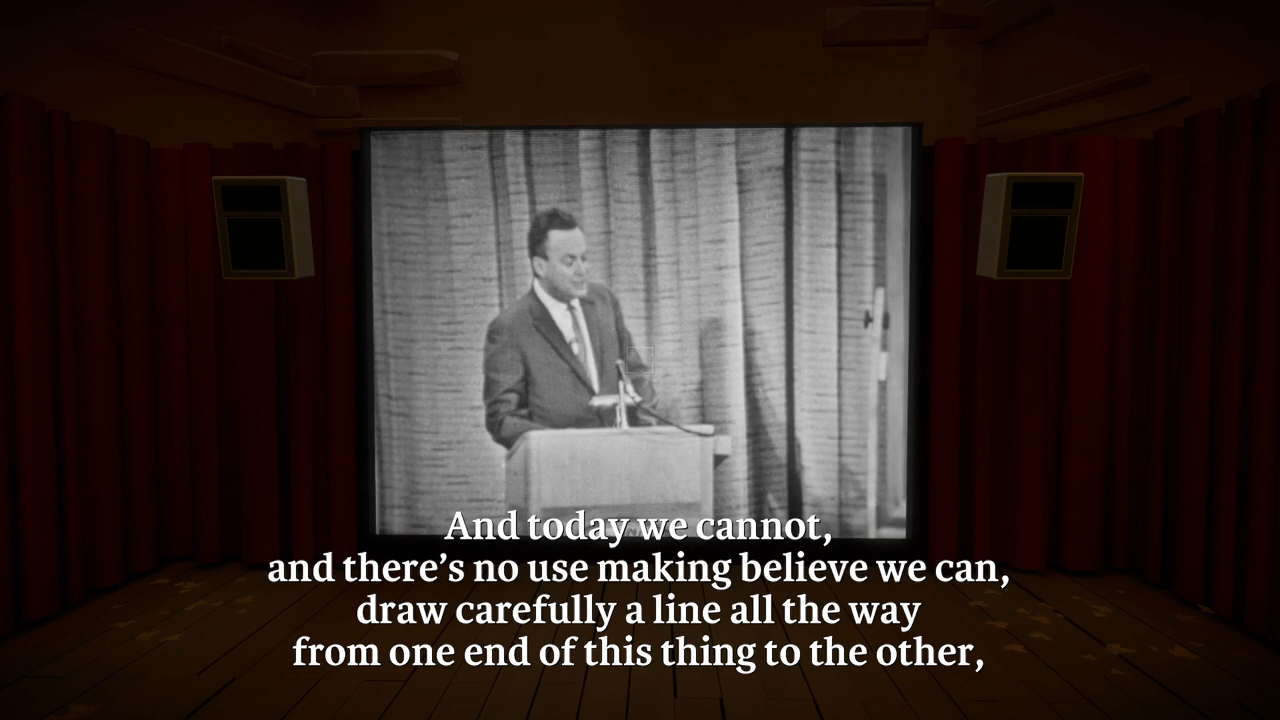 And today we cannot,
and there's no use making believe we can,
draw carefully a line all the way
from one end of this thing to the other,